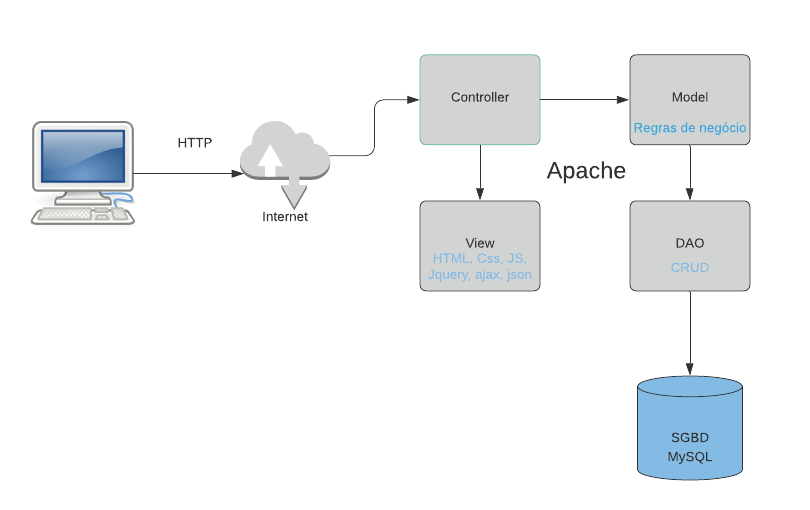 Controller
Model
Regras de negócio
HTTP
Apache
Internet
View
HTML, Css, JS,
Jquery, ajax, json
DAO
CRUD
SGBD
MySQL